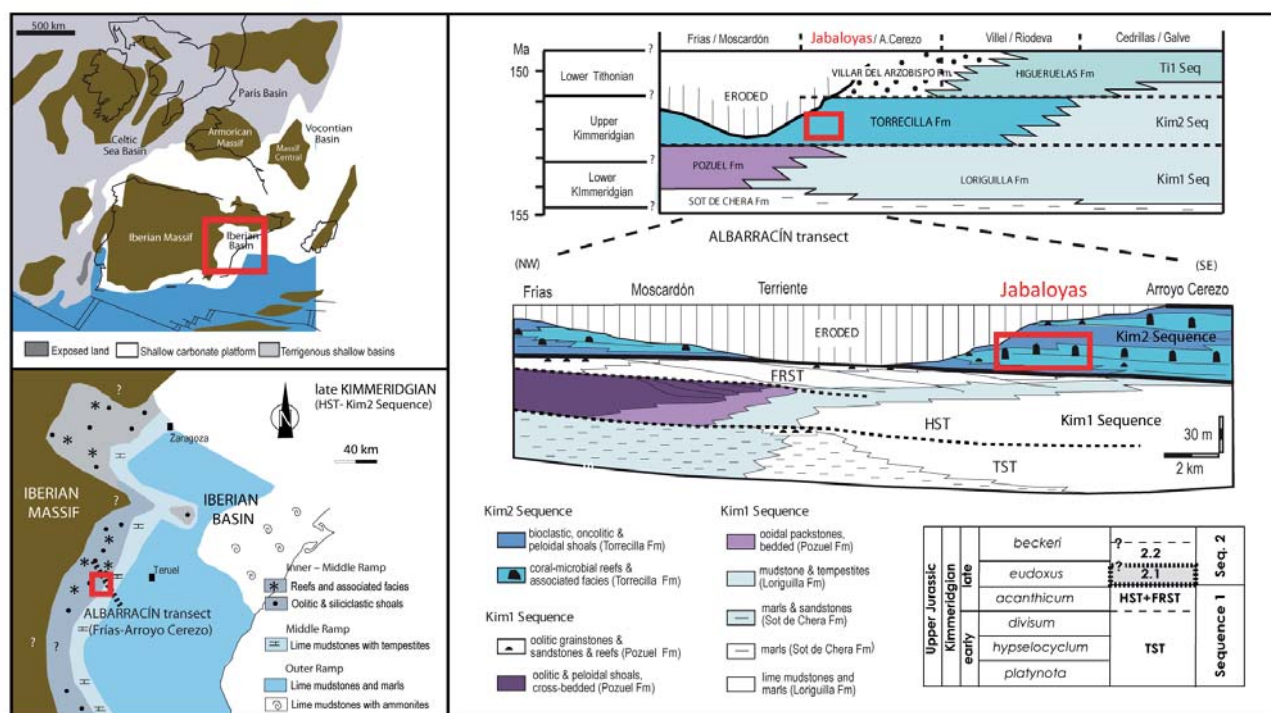 500 km
Paris Basin
Celtic
Sea Basin
Armorican
Massif
Massif
Central
Vocontian
Basin
Iberian Massif
Iberian
Basin
Exposed land
Shallow carbonate platform
Terrigenous shallow basins
late KIMMERIDGIAN
(HST- Kim2 Sequence)
?
N
Zaragoza
40 km
IBERIAN
MASSIF
?
IBERIAN
BASIN
Teruel
ALBARRACÍN transect
(Frías-Arroyo Cerezo)
?
?
?
Inner – Middle Ramp
Reefs and associated facies
Oolitic & siliciclastic shoals
Middle Ramp
Lime mudstones with tempestites
Outer Ramp
Lime mudstones and marls
Lime mudstones with ammonites
Ma
?
Frías / Moscardón
Jabaloyas / A.Cerezo
Villel / Riodeva
Cedrillas / Galve
150
Lower Tithonian
VILLAR DEL ARZOBISPO Fm
HIGUERUELAS Fm
Ti1 Seq
?
ERODED
Upper
Kimmeridgian
TORRECILLA Fm
Kim2 Seq
?
POZUEL Fm
Lower
KImmeridgian
LORIGUILLA Fm
Kim1 Seq
155
?
SOT DE CHERA Fm
ALBARRACÍN transect
(NW)
(SE)
Frías
Moscardón
Terriente
Jabaloyas
Arroyo Cerezo
ERODED
Kim2 Sequence
FRST
HST
Kim1 Sequence
TST
30 m
2 km
Kim2 Sequence
bioclastic, oncolitic &
peloidal shoals (Torrecilla Fm)
coral-microbial reefs &
associated facies (Torrecilla Fm)
Kim1 Sequence
oolitic grainstones &
sandstones & reefs (Pozuel Fm)
oolitic & peloidal shoals,
cross-bedded (Pozuel Fm)
Kim1 Sequence
ooidal packstones,
bedded (Pozuel Fm)
mudstone & tempestites
(Loriguilla Fm)
marls & sandstones
(Sot de Chera Fm)
marls (Sot de Chera Fm)
lime mudstones and
marls (Loriguilla Fm)
Upper Jurassic
Kimmeridgian
early
late
beckeri
eudoxus
acanthicum
divisum
hypselocyclum
platynota
?
2.2
?
2.1
HST+FRST
TST
Seq. 2
Sequence 1